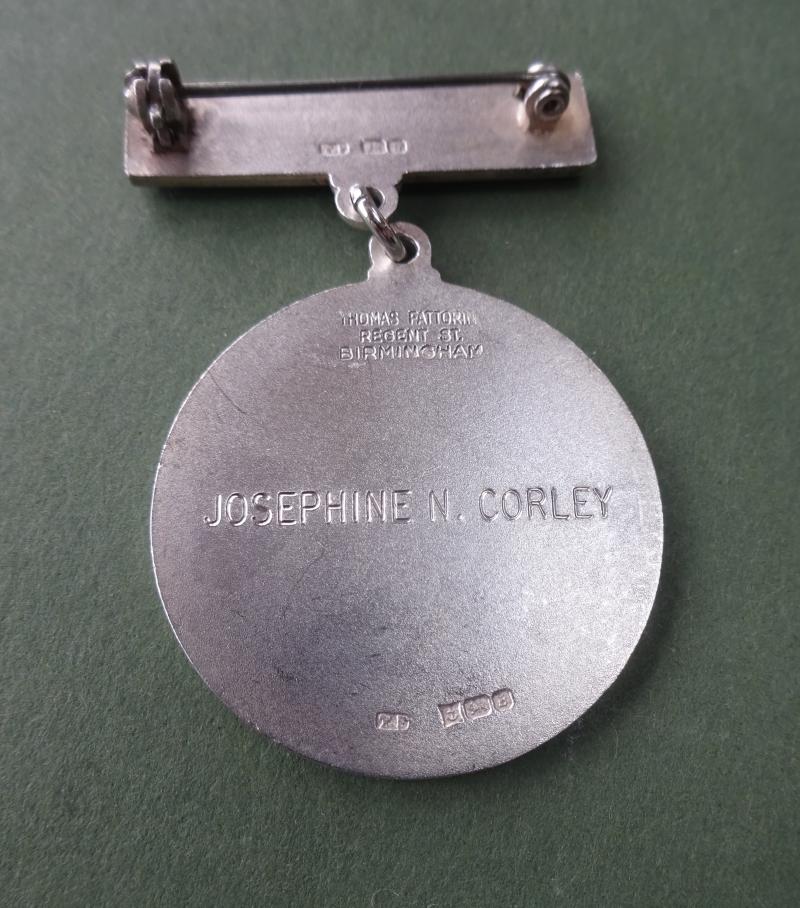 THOMAS FATTORINI
REGENT ST.
BIRMINGHAM
JOSEPHINE N. CORLEY